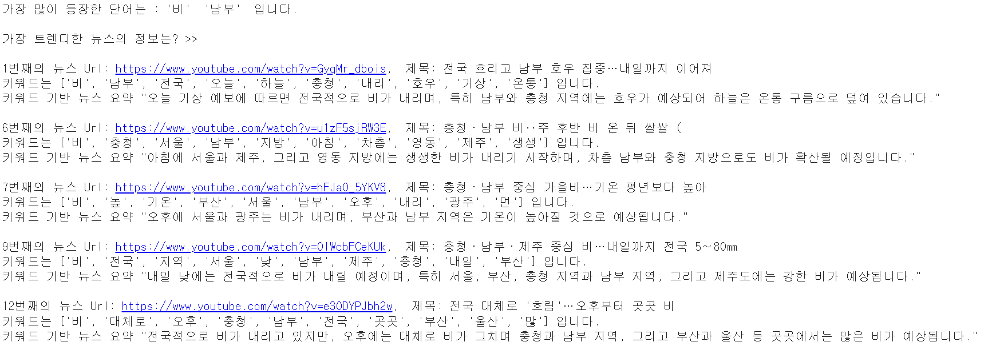 가장 많이 등장한 단어는 : '비' '남부' 입니다.
가장 트렌디한 뉴스의 정보는? >>
1번째의 뉴스 Url: https://www.youtube.com/watch?v=GyqMr_dbois, 제목: 전국 흐리고 남부 호우 집중…내일까지 이어져
키워드는 ['비', '남부', '전국', '오늘', '하늘', '충청', '내리', '호우', '기상', '온통'] 입니다.
키워드 기반 뉴스 요약 "오늘 기상 예보에 따르면 전국적으로 비가 내리며, 특히 남부와 충청 지역에는 호우가 예상되어 하늘은 온통 구름으로 덮여 있습니다."
6번째의 뉴스 Url: https://www.youtube.com/watch?v=u1zF5sjRW3E, 제목: 충청·남부 비‥주 후반 비 온 뒤 쌀쌀 (
키워드는 ['비', '충청', '서울', '남부', '지방', '아침', '차츰', '영동', '제주', '생생'] 입니다.
키워드 기반 뉴스 요약 "아침에 서울과 제주, 그리고 영동 지방에는 생생한 비가 내리기 시작하며, 차츰 남부와 충청 지방으로도 비가 확산될 예정입니다."
7번째의 뉴스 Url: https://www.youtube.com/watch?v=hFJaO_5YKV8, 제목: 충청·남부 중심 가을비…기온 평년보다 높아
키워드는 ['비', '높', '기온', '부산', '서울', '남부', '오후', '내리', '광주', '먼'] 입니다.
키워드 기반 뉴스 요약 "오후에 서울과 광주는 비가 내리며, 부산과 남부 지역은 기온이 높아질 것으로 예상됩니다."
9번째의 뉴스 Url: https://www.youtube.com/watch?v=OlWcbFCeKUk, 제목: 충청·남부·제주 중심 비…내일까지 전국 5~80㎜
키워드는 ['비', '전국', '지역', '서울', '낮', '남부', '제주', '충청', '내일', '부산'] 입니다.
키워드 기반 뉴스 요약 "내일 낮에는 전국적으로 비가 내릴 예정이며, 특히 서울, 부산, 충청 지역과 남부 지역, 그리고 제주도에는 강한 비가 예상됩니다."
12번째의 뉴스 Url: https://www.youtube.com/watch?v=e3ODYPJbh2w, 제목: 전국 대체로 '흐림'…오후부터 곳곳 비
키워드는 ['비', '대체로', '오후', '충청', '남부', '전국', '곳곳', '부산', '울산', '많'] 입니다.
키워드 기반 뉴스 요약 "전국적으로 비가 내리고 있지만, 오후에는 대체로 비가 그치며 충청과 남부 지역, 그리고 부산과 울산 등 곳곳에서는 많은 비가 예상됩니다."